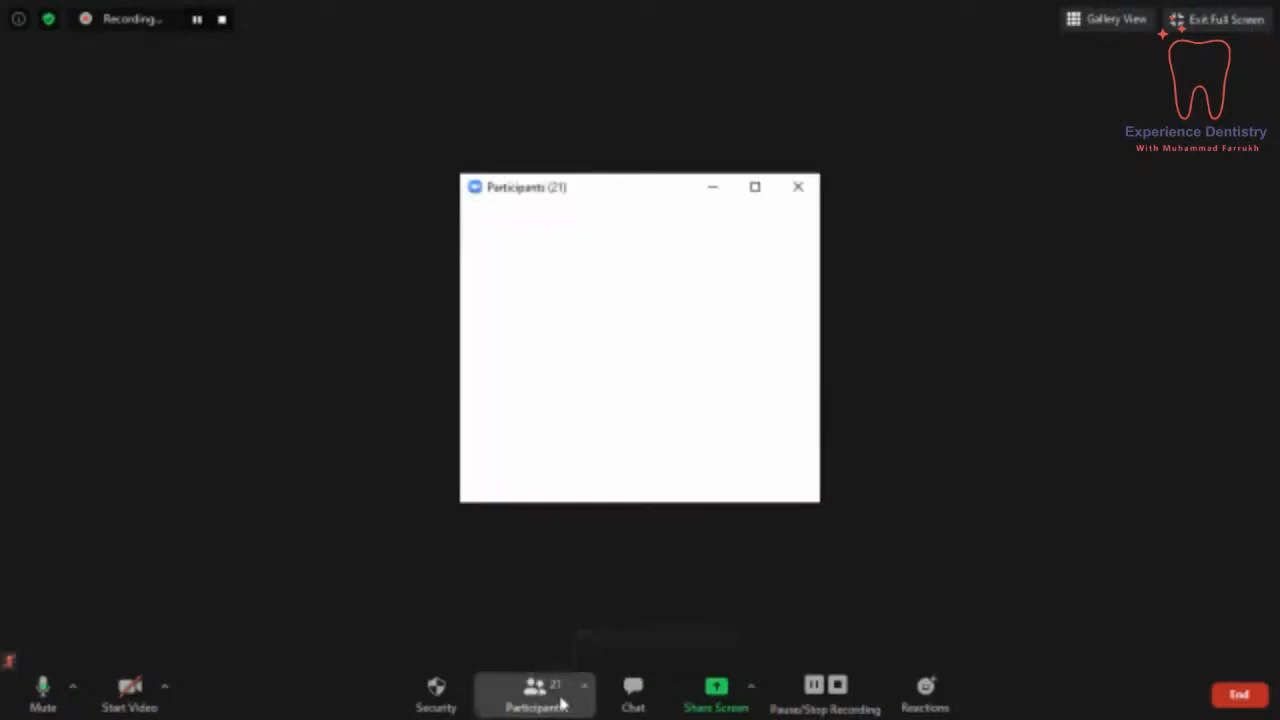 Recording...
Gallery View
Exit Full Screen
Experience Dentistry
With Muhammad Farrukh
Participants (21)
Mute
Start Video
Security
Participants
21
Chat
Share Screen
Pause/Stop Recording
Reactions
End